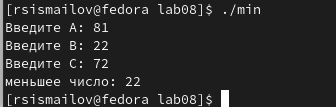 [rsismailov@fedora lab08]$ ./min
Введите A: 81
Введите B: 22
Введите C: 72
меньшее число: 22
[rsismailov@fedora lab08]$